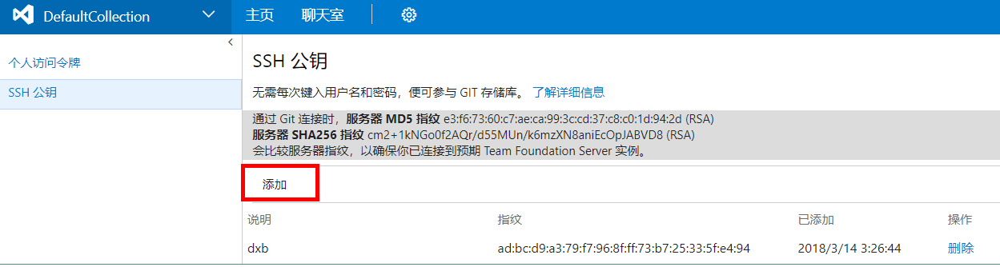 DefaultCollection 主页 聊天室
个人访问令牌
SSH 公钥
SSH 公钥
无需每次键入用户名和密码，便可参与 GIT 存储库。 了解详细信息
通过 Git 连接时，服务器 MD5 指纹 e3:f6:73:60:c7:ae:ca:99:3c:cd:37:c8:c0:1d:94:2d (RSA)
服务器 SHA256 指纹 cm2+1kNGo0f2AQr/d55MUn/k6mzXN8aniEcOpJABVD8 (RSA)
会比较服务器指纹，以确保你已连接到预期 Team Foundation Server 实例。
添加
说明 指纹 已添加 操作
dxb ad:bc:d9:a3:79:f7:96:8f:ff:73:b7:25:33:5f:e4:94 2018/3/14 3:26:44 删除